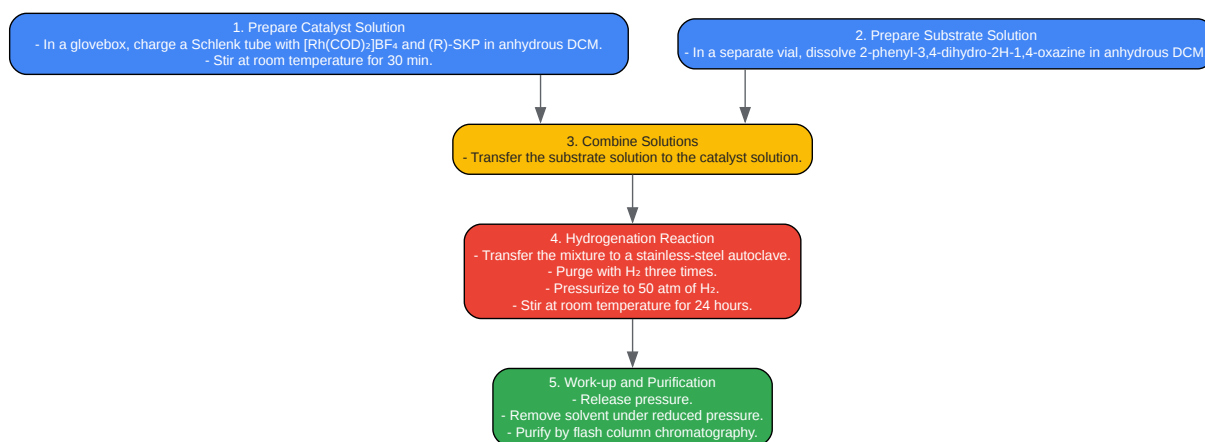 1. Prepare Catalyst Solution
- In a glovebox, charge a Schlenk tube with [Rh(COD)₂]BF₄ and (R)-SKP in anhydrous DCM.
- Stir at room temperature for 30 min.
2. Prepare Substrate Solution
- In a separate vial, dissolve 2-phenyl-3,4-dihydro-2H-1,4-oxazine in anhydrous DCM
3. Combine Solutions
- Transfer the substrate solution to the catalyst solution.
4. Hydrogenation Reaction
- Transfer the mixture to a stainless-steel autoclave.
- Purge with H₂ three times.
- Pressurize to 50 atm of H₂.
- Stir at room temperature for 24 hours.
5. Work-up and Purification
- Release pressure.
- Remove solvent under reduced pressure.
- Purify by flash column chromatography.